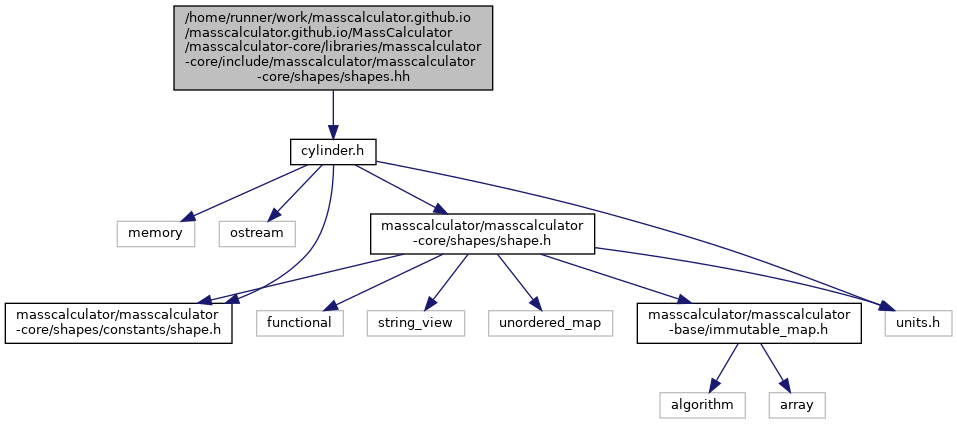 /home/runner/work/masscalculator.github.io
/masscalculator.github.io/MassCalculator
/masscalculator-core/libraries/masscalculator
-core/include/masscalculator/masscalculator
-core/shapes/shapes.hh
cylinder.h
memory
ostream
masscalculator/masscalculator
-core/shapes/shape.h
masscalculator/masscalculator
-core/shapes/constants/shape.h
functional
string_view
unordered_map
masscalculator/masscalculator
-base/immutable_map.h
units.h
algorithm
array